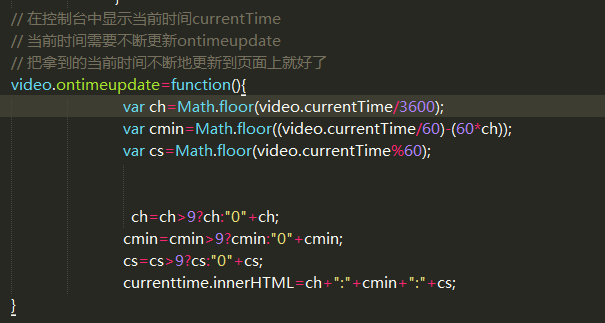 // 在控制台中显示当前时间currentTime
// 当前时间需要不断更新ontimeupdate
// 把拿到的当前时间不断地更新到页面上就好了
video.ontimeupdate=function(){
var ch=Math.floor(video.currentTime/3600);
var cmin=Math.floor((video.currentTime/60)-(60*ch));
var cs=Math.floor(video.currentTime%60);
ch=ch>9?ch:"0"+ch;
cmin=cmin>9?cmin:"0"+cmin;
cs=cs>9?cs:"0"+cs;
currenttime.innerHTML=ch+":"+cmin+":"+cs;
}